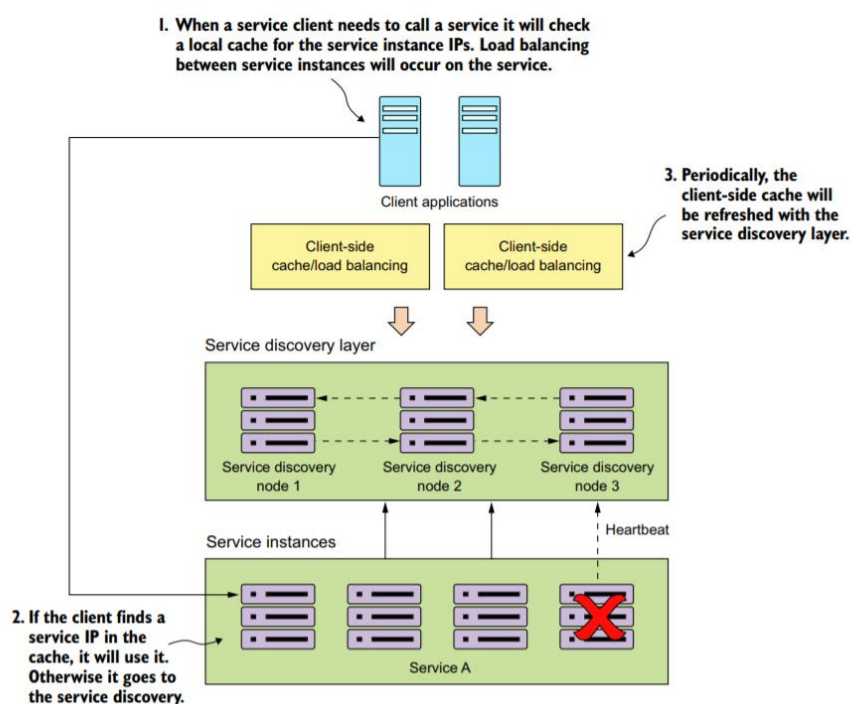 1. When a service client needs to call a service it will check
a local cache for the service instance IPs. Load balancing
between service instances will occur on the service.
Client applications
3. Periodically, the
client-side cache will
be refreshed with the
service discovery layer.
Client-side
cache/load balancing
Client-side
cache/load balancing
Service discovery layer
Service discovery
node 1
Service discovery
node 2
Service discovery
node 3
Heartbeat
Service instances
2. If the client finds a
service IP in the
cache, it will use it.
Otherwise it goes to
the service discovery.
Service A